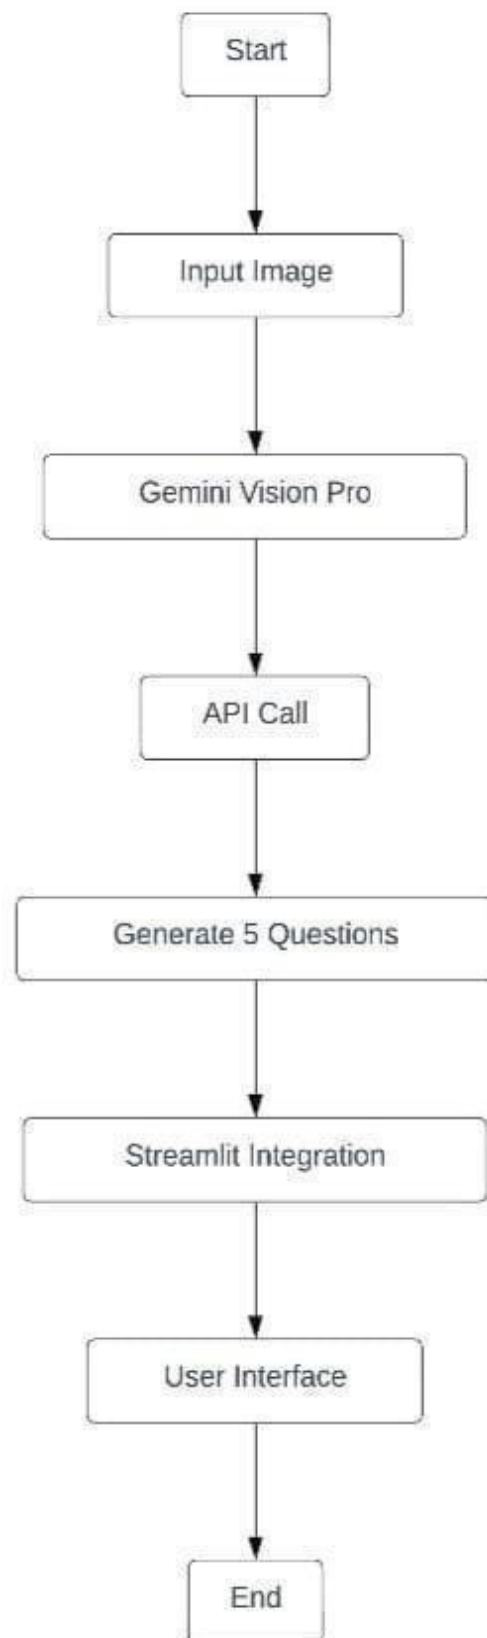 Start
Input Image
Gemini Vision Pro
API Call
Generate 5 Questions
Streamlit Integration
User Interface
End